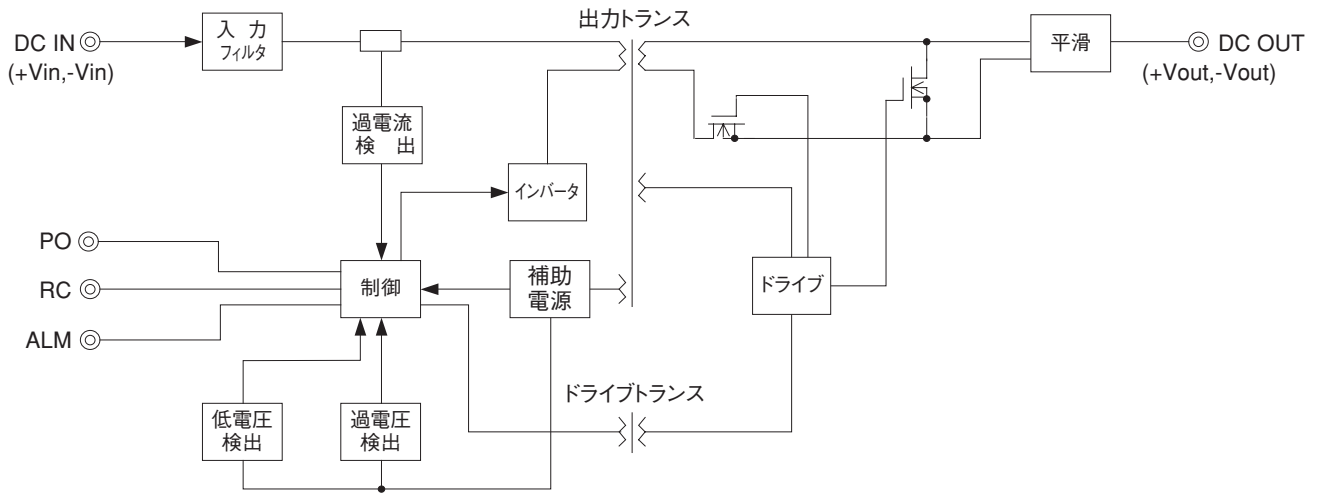 出力トランス
DC IN
(+Vin,-Vin)
入 力
フィルタ
平滑
DC OUT
(+Vout,-Vout)
過電流
検 出
インバータ
PO
RC
ALM
制御
補助
電源
ドライブ
ドライブトランス
低電圧
検出
過電圧
検出